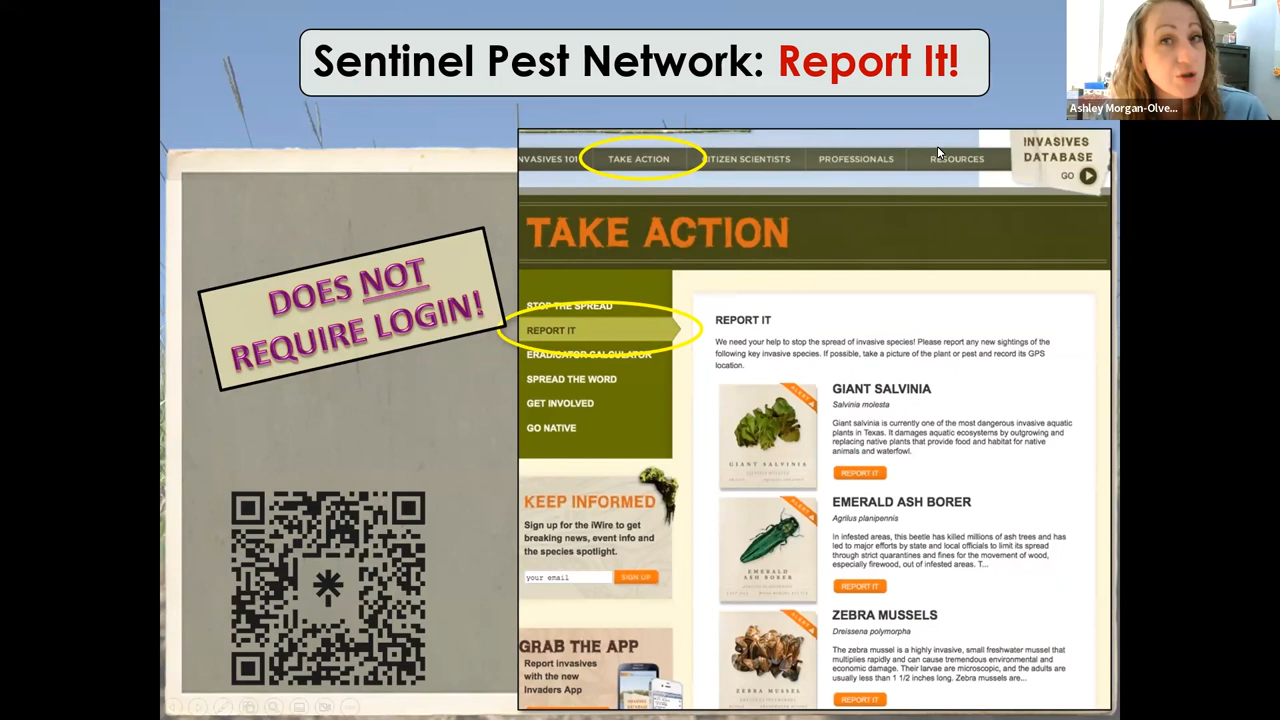 Sentinel Pest Network: Report It!
Ashley Morgan-Olve...
DOES NOT
REQUIRE LOGIN!
NVASIVES 101
TAKE ACTION
CITIZEN SCIENTISTS
PROFESSIONALS
RESOURCES
INVASIVES
DATABASE
GO
TAKE ACTION
STOP THE SPREAD
REPORT IT
ERADICATOR CALCULATOR
SPREAD THE WORD
GET INVOLVED
GO NATIVE
KEEP INFORMED
Sign up for the iWire to get
breaking news, event info and
the species spotlight.
your email
SIGN UP
GRAB THE APP
Report invasives
with the new
Invaders App
REPORT IT
We need your help to stop the spread of invasive species! Please report any new sightings of the
following key invasive species. If possible, take a picture of the plant or pest and record its GPS
location.
ALERT
GIANT SALVINIA
GIANT SALVINIA
Salvinia molesta
Giant salvinia is currently one of the most dangerous invasive aquatic
plants in Texas. It damages aquatic ecosystems by outgrowing and
replacing native plants that provide food and habitat for native
animals and waterfowl.
REPORT IT
ALERT
EMERALD
ASH BORER
EMERALD ASH BORER
Agrilus planipennis
In infested areas, this beetle has killed millions of ash trees and has
led to major efforts by state and local officials to limit its spread
through strict quarantines and fines for the movement of wood,
especially firewood, out of infested areas. T...
REPORT IT
ALERT
ZEBRA MUSSEL
ZEBRA MUSSELS
Dreissena polymorpha
The zebra mussel is a highly invasive, small freshwater mussel that
multiplies rapidly and can cause tremendous environmental and
economic damage. Their larvae are microscopic, and the adults are
usually less than 1 1/2 inches long. Zebra mussels are...
REPORT IT